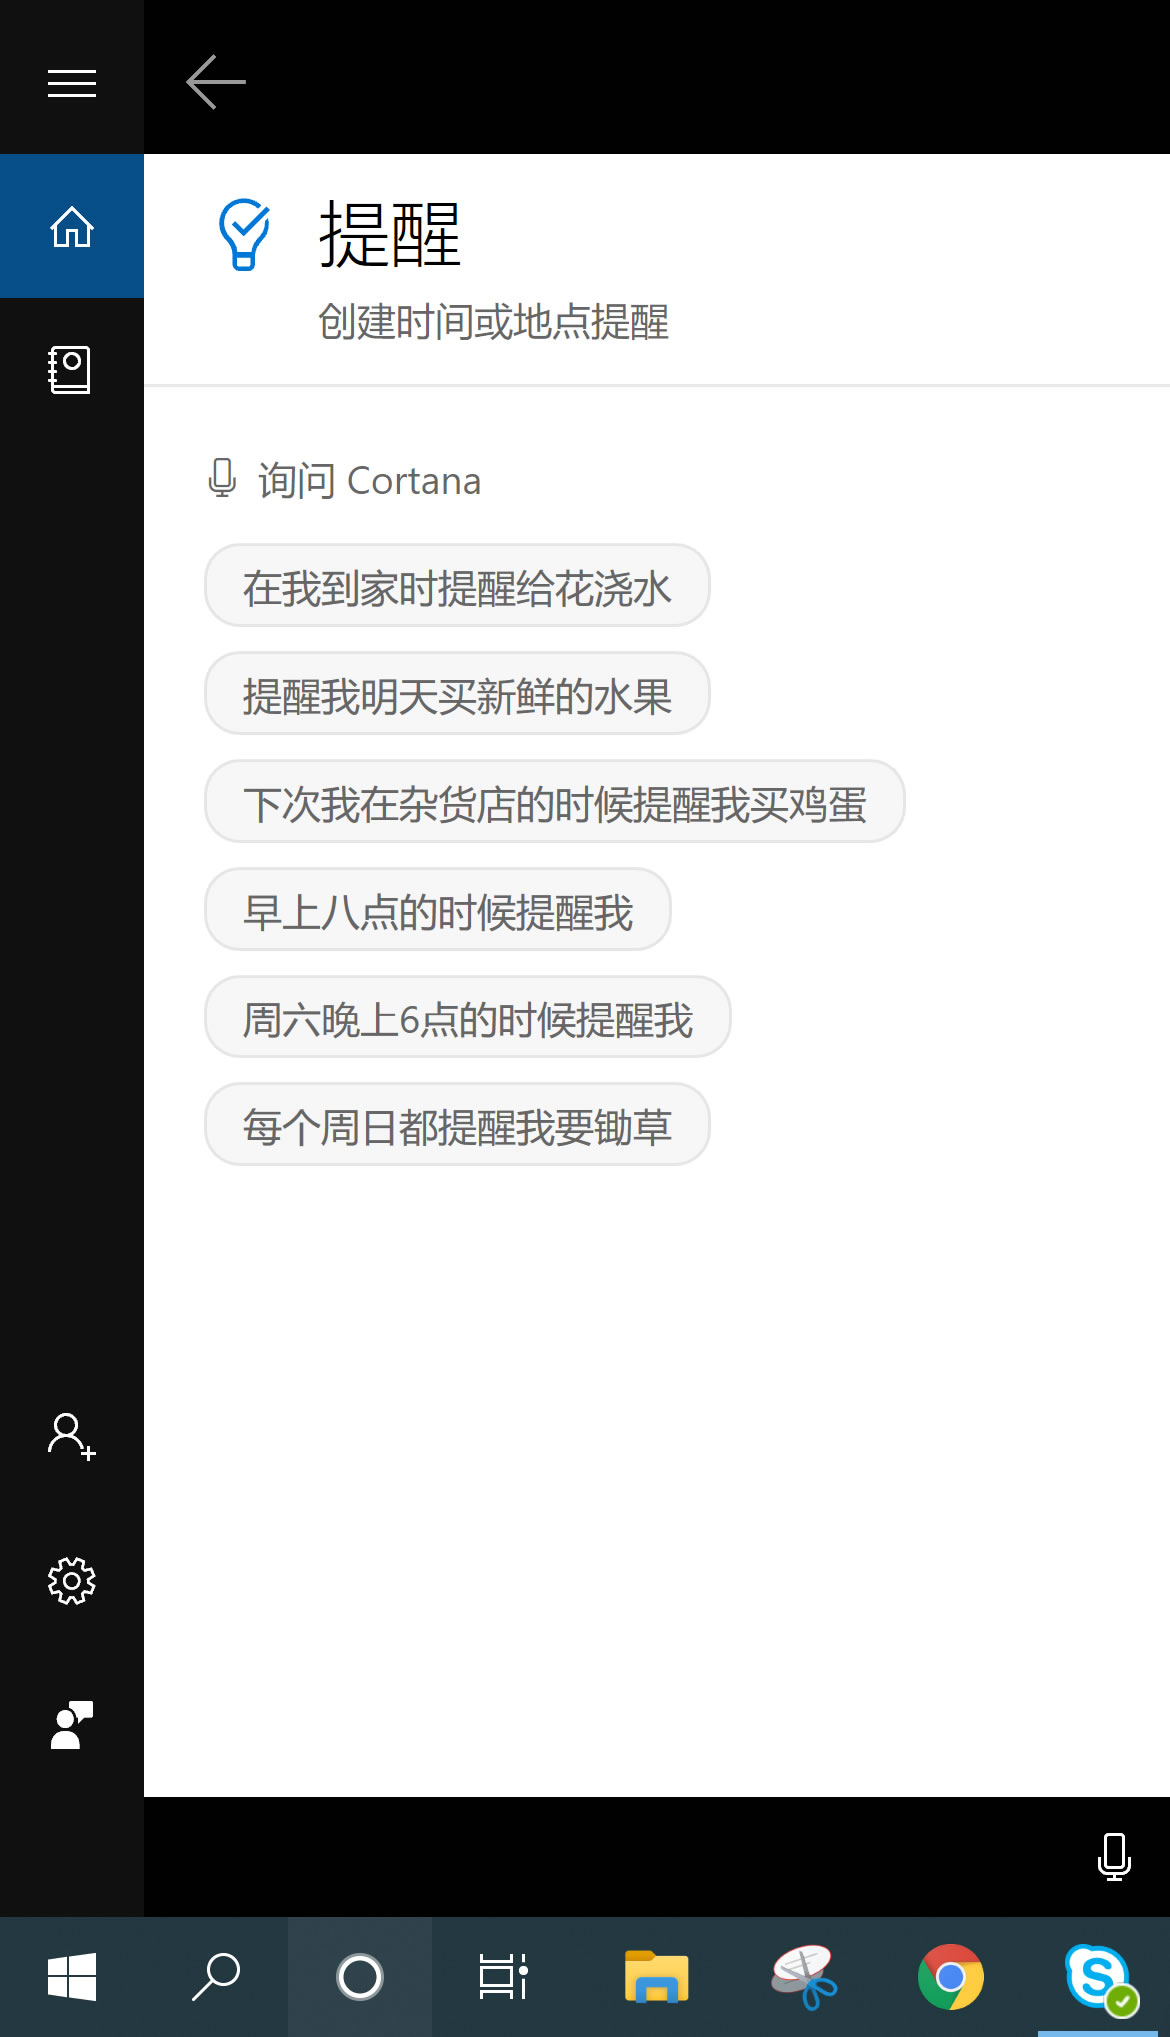 提醒
创建时间或地点提醒
询问 Cortana
在我到家时提醒给花浇水
提醒我明天买新鲜的水果
下次我在杂货店的时候提醒我买鸡蛋
早上八点的时候提醒我
周六晚上6点的时候提醒我
每个周日都提醒我要锄草